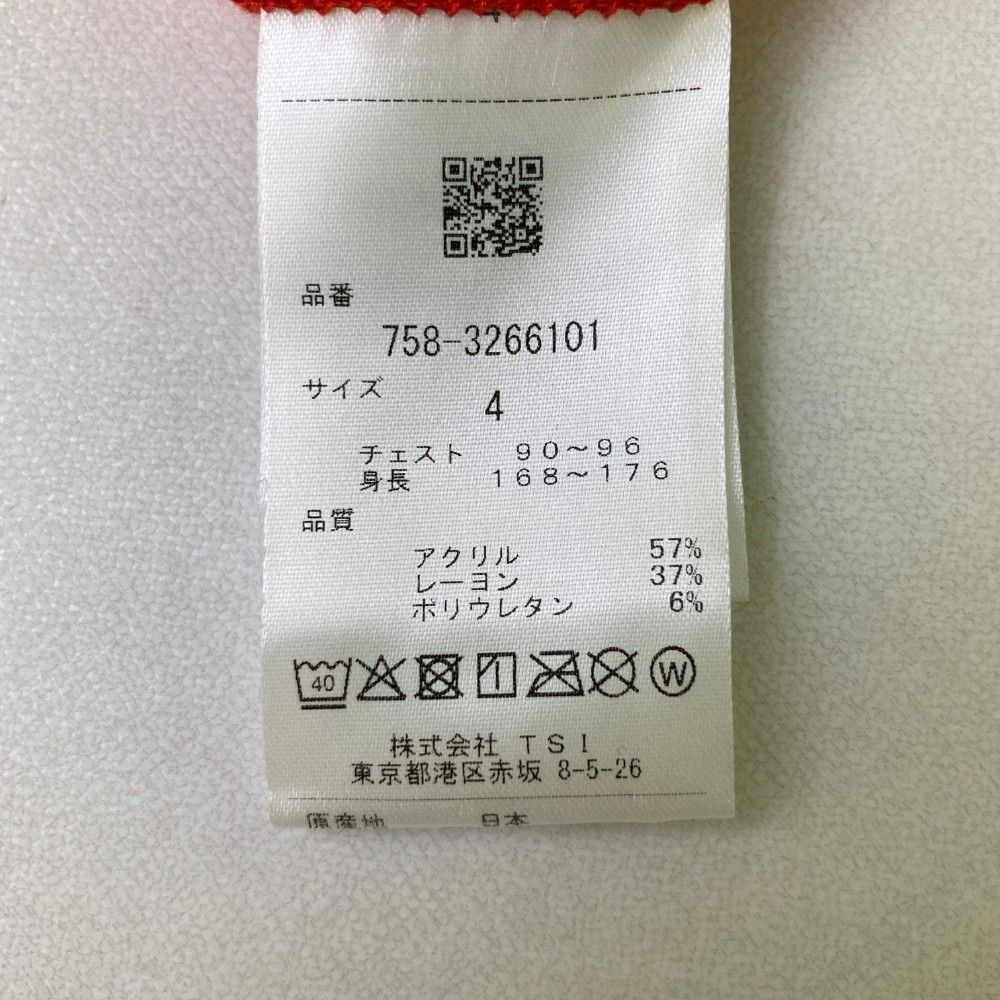 4
品番
758-3266101
サイズ
4
チェスト 90〜96
身長 168〜176
品質
アクリル 57%
レーヨン 37%
ポリウレタン 6%
40
W
株式会社 TSI
東京都港区赤坂 8-5-26
原産地 日本